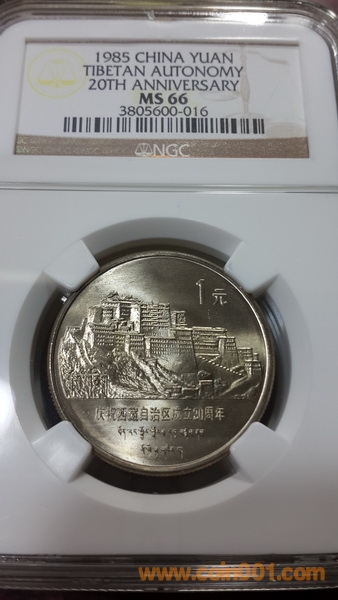 1985 CHINA YUAN
TIBETAN AUTONOMY
20TH ANNIVERSARY
MS 66
3805600-016
NGC
1元
庆祝西藏自治区成立20周年
www.coin001.com